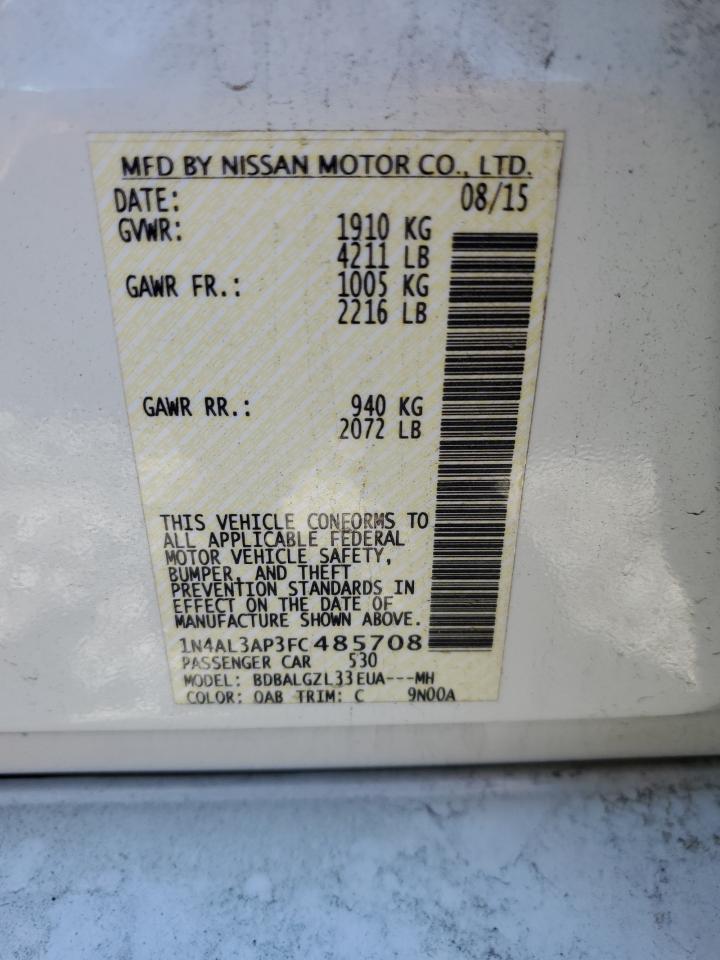 MFD BY NISSAN MOTOR CO., LTD.
DATE: 08/15
GVWR: 1910 KG
4211 LB
GAWR FR.: 1005 KG
2216 LB
GAWR RR.: 940 KG
2072 LB
THIS VEHICLE CONFORMS TO
ALL APPLICABLE FEDERAL
MOTOR VEHICLE SAFETY,
BUMPER, AND THEFT
PREVENTION STANDARDS IN
EFFECT ON THE DATE OF
MANUFACTURE SHOWN ABOVE.
1N4AL3AP3FC485708
PASSENGER CAR 530
MODEL: BDBALGZL33EUA---MH
COLOR: QAB TRIM: C 9N00A